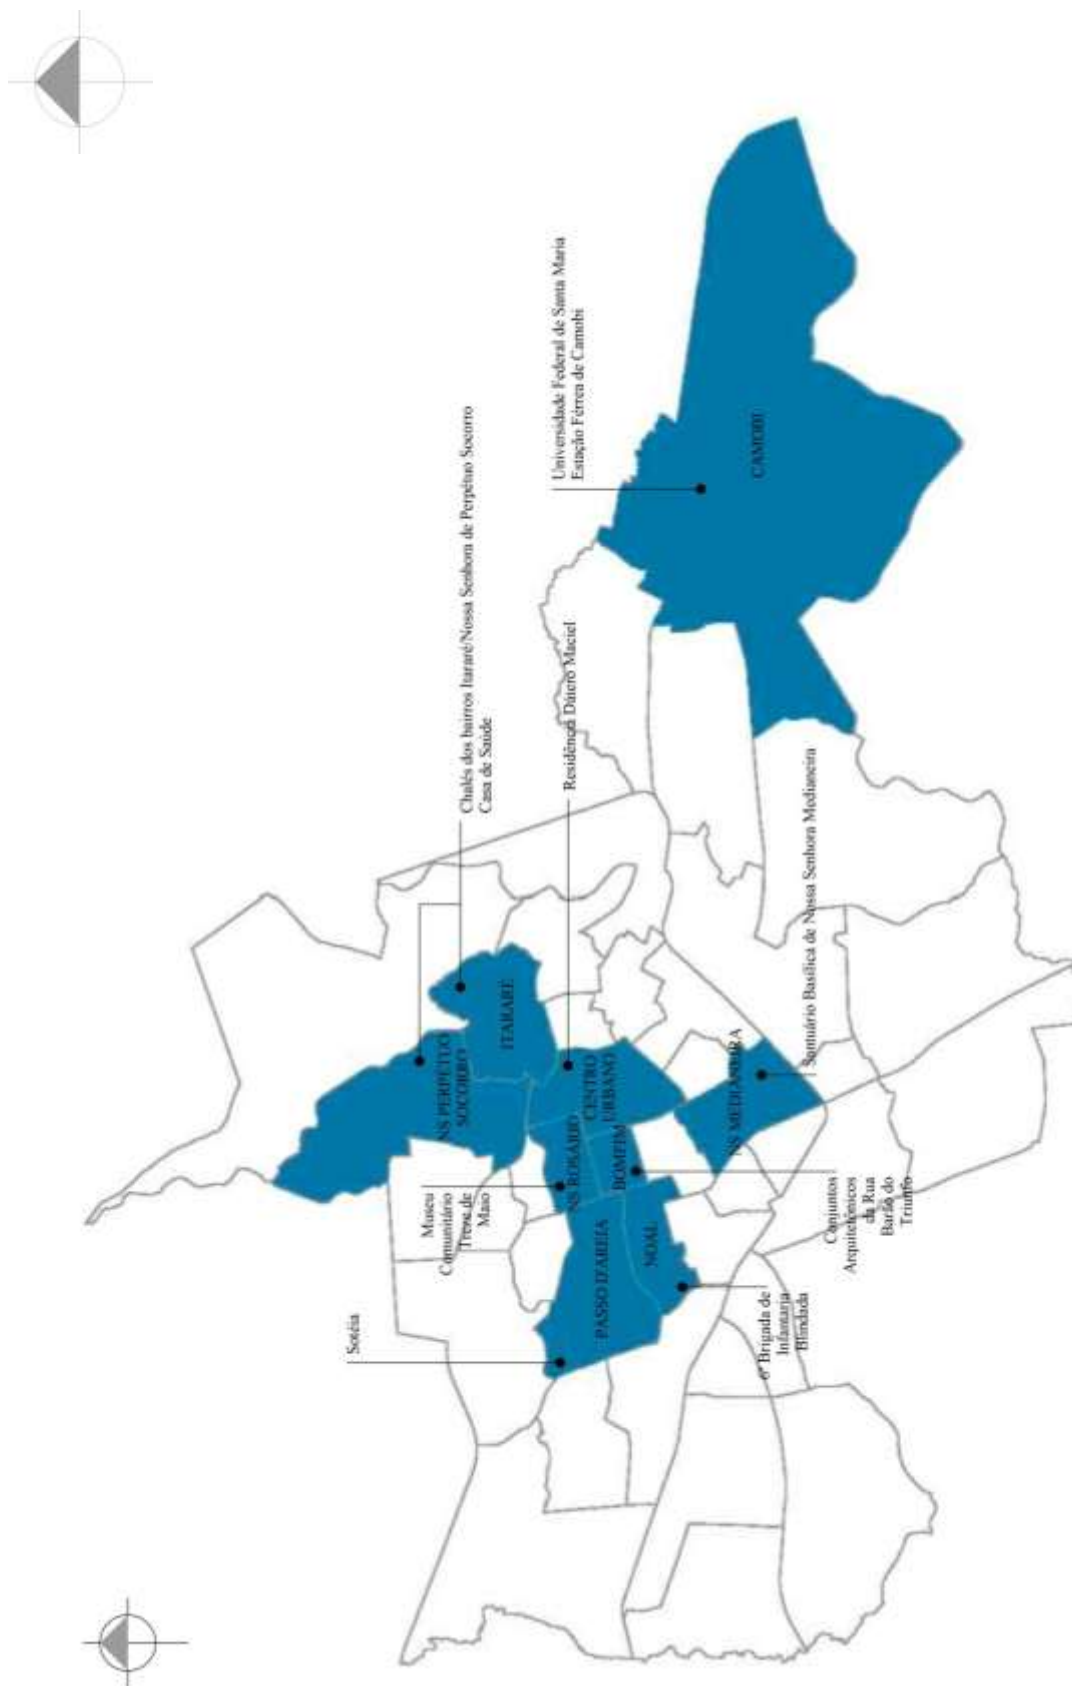 Sotéia
Museu
Comunitário
Treze de
Maio
Chalés dos bairros Itararé/Nossa Senhora de Perpétuo Socorro
Casa de Saúde
Universidade Federal de Santa Maria
Estação Férrea de Camobi
Residência Dátero Maciel
NS PERPÉTUO
SOCORRO
ITARARÉ
CENTRO
URBANO
NS ROSÁRIO
BOMFIM
PASSO D'AREIA
NOAL
NS MEDIANEIRA
CAMOBI
6ª Brigada de
Infantaria
Blindada
Conjuntos
Arquitetônicos
da Rua
Barão do
Triunfo
Santuário Basílica de Nossa Senhora Medianeira